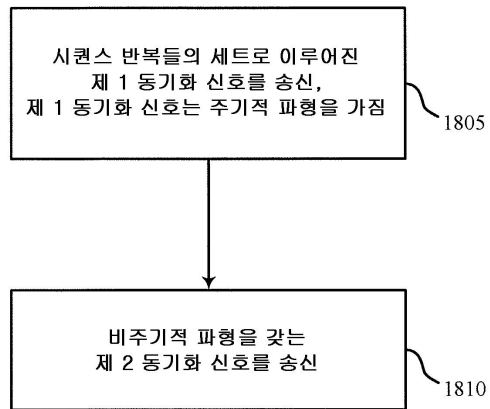 시퀀스 반복들의 세트로 이루어진
제 1 동기화 신호를 송신,
제 1 동기화 신호는 주기적 파형을 가짐
1805
비주기적 파형을 갖는
제 2 동기화 신호를 송신
1810